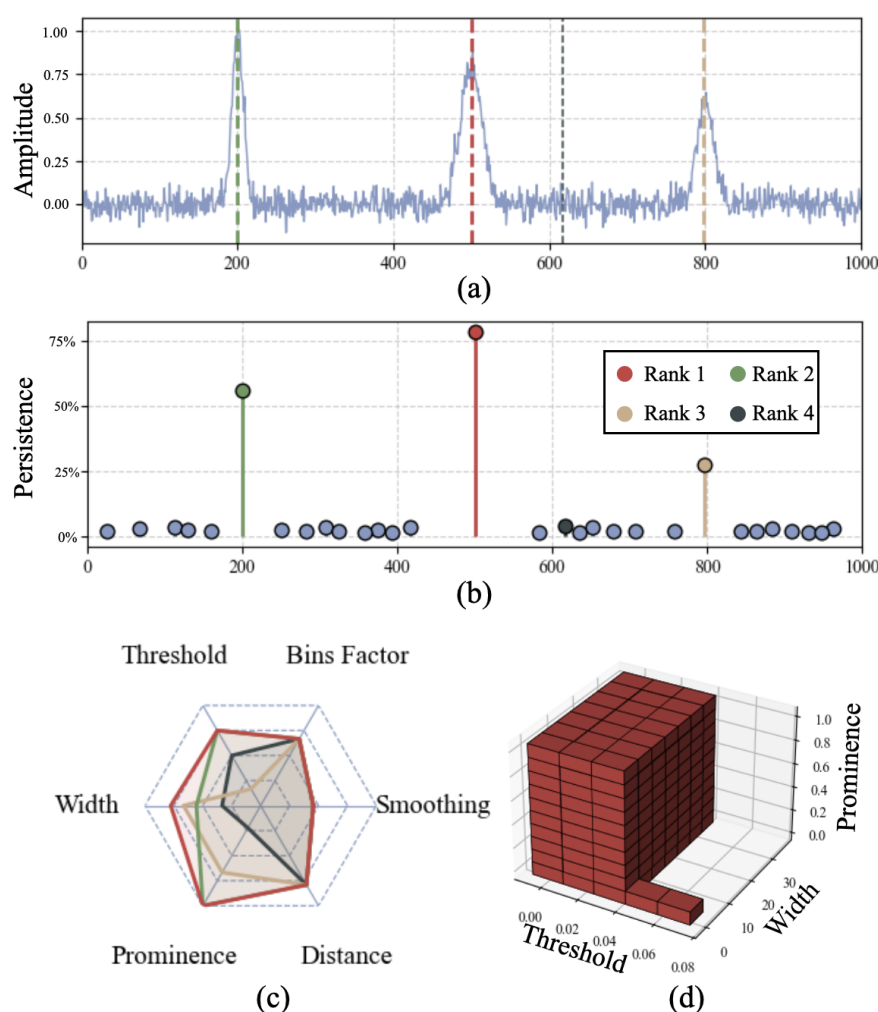 1.00
0.75
0.50
0.25
0.00
Amplitude
0 200 400 600 800 1000
(a)
75%
50%
25%
0%
Persistence
Rank 1 Rank 2
Rank 3 Rank 4
0 200 400 600 800 1000
(b)
Threshold Bins Factor
Width Smoothing
Prominence Distance
(c)
1.0
0.8
0.6
0.4
0.2
0.0
Prominence
30
20
10
0
Width
0.00
0.02
0.04
0.06
0.08
Threshold
(d)